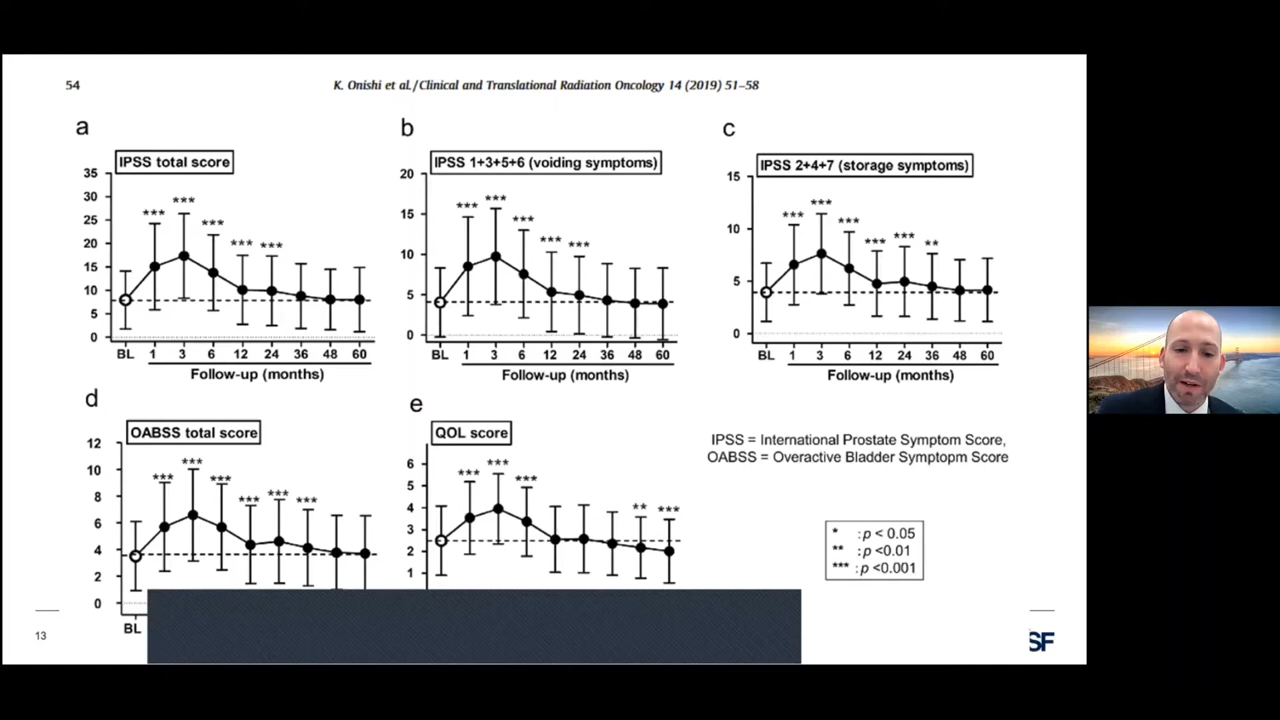 54
K. Onishi et al. / Clinical and Translational Radiation Oncology 14 (2019) 51–58
a
IPSS total score
35
30
25
20
15
10
5
0
*** *** *** *** ***
BL 1 3 6 12 24 36 48 60
Follow-up (months)
b
IPSS 1+3+5+6 (voiding symptoms)
20
15
10
5
0
*** *** *** *** ***
BL 1 3 6 12 24 36 48 60
Follow-up (months)
c
IPSS 2+4+7 (storage symptoms)
15
10
5
0
*** *** *** *** *** **
BL 1 3 6 12 24 36 48 60
Follow-up (months)
d
OABSS total score
12
10
8
6
4
2
0
*** *** *** *** *** ***
BL
e
QOL score
6
5
4
3
2
1
*** *** *** ** ***
IPSS = International Prostate Symptom Score,
OABSS = Overactive Bladder Symptopm Score
* : p < 0.05
** : p <0.01
*** : p <0.001
13
SF